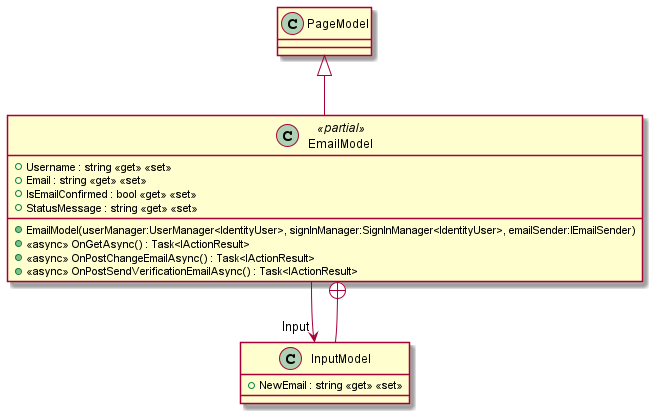 C PageModel
«partial»
C EmailModel
Username : string «get» «set»
Email : string «get» «set»
IsEmailConfirmed : bool «get» «set»
StatusMessage : string «get» «set»
EmailModel(userManager:UserManager<IdentityUser>, signInManager:SignInManager<IdentityUser>, emailSender:IEmailSender)
«async» OnGetAsync() : Task<IActionResult>
«async» OnPostChangeEmailAsync() : Task<IActionResult>
«async» OnPostSendVerificationEmailAsync() : Task<IActionResult>
Input
C InputModel
NewEmail : string «get» «set»